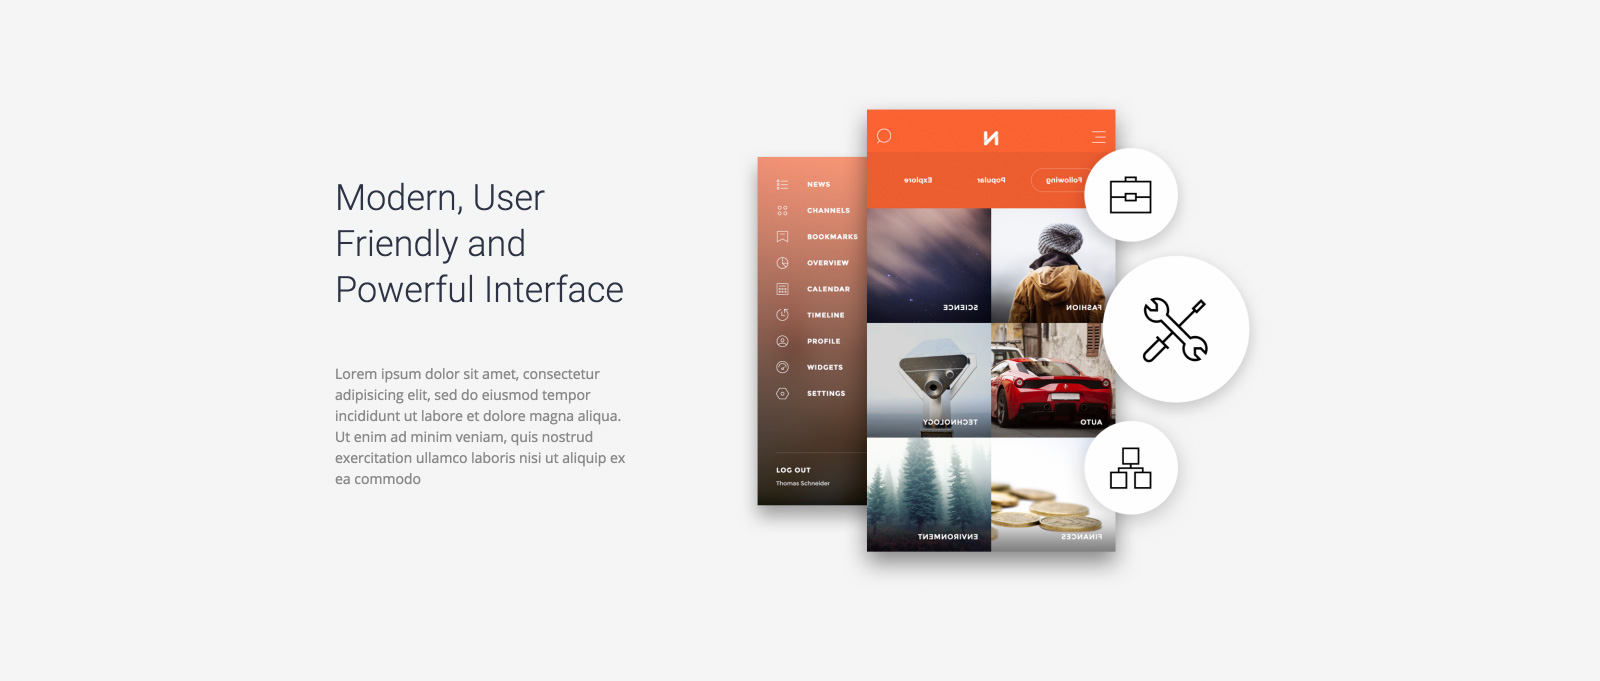 Modern, User
Friendly and
Powerful Interface
Lorem ipsum dolor sit amet, consectetur
adipisicing elit, sed do eiusmod tempor
incididunt ut labore et dolore magna aliqua.
Ut enim ad minim veniam, quis nostrud
exercitation ullamco laboris nisi ut aliquip ex
ea commodo
NEWS
CHANNELS
BOOKMARKS
OVERVIEW
CALENDAR
TIMELINE
PROFILE
WIDGETS
SETTINGS
LOG OUT
Thomas Schneider
N
Explore
Popular
Following
SCIENCE
FASHION
TECHNOLOGY
AUTO
ENVIRONMENT
FINANCES